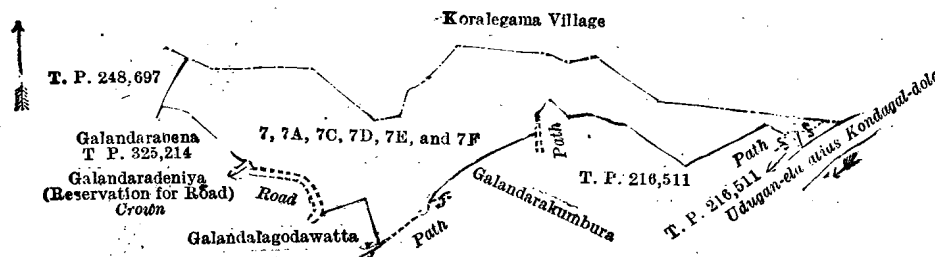 Koralegama Village
T. P. 248,697
Galandarahena
T P. 325,214
7, 7A, 7C, 7D, 7E, and 7F
Path
Path
Galandaradeniya
(Reservation for Road)
Crown
Road
T. P. 216,511
Galandarakumbura
T. P. 216,511
Udugan-ela alias Kondagal-dola
Galandalagodawatta
Path